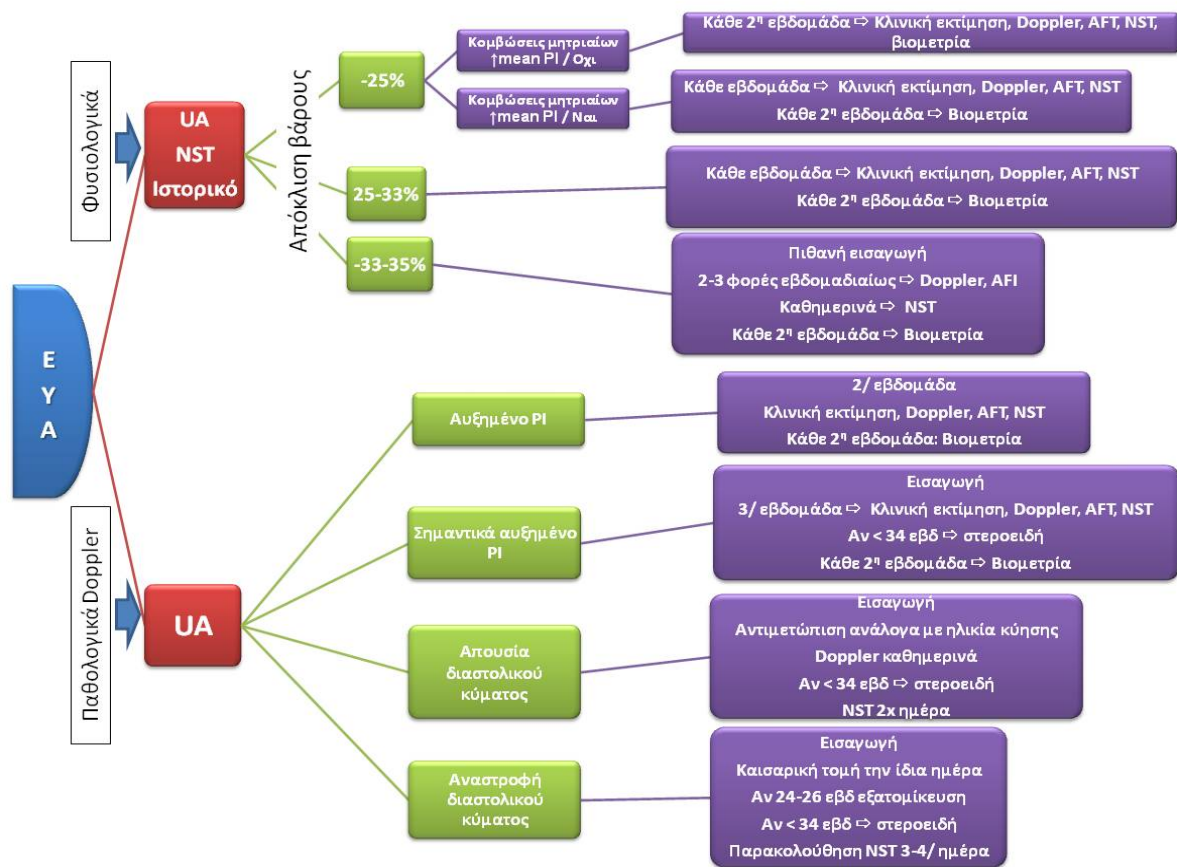 Φυσιολογικά
UA
NST
Ιστορικό
Απόκλιση βάρους
-25%
Κομβώσεις μητριαίων
↑mean PI / Οχι
Κάθε 2η εβδομάδα ⇨ Κλινική εκτίμηση, Doppler, AFT, NST,
βιομετρία
Κομβώσεις μητριαίων
↑mean PI / Ναι
Κάθε εβδομάδα ⇨ Κλινική εκτίμηση, Doppler, AFT, NST
Κάθε 2η εβδομάδα ⇨ Βιομετρία
25-33%
Κάθε εβδομάδα ⇨ Κλινική εκτίμηση, Doppler, AFT, NST
Κάθε 2η εβδομάδα ⇨ Βιομετρία
-33-35%
Πιθανή εισαγωγή
2-3 φορές εβδομαδιαίως ⇨ Doppler, AFI
Καθημερινά ⇨ NST
Κάθε 2η εβδομάδα ⇨ Βιομετρία
Ε
Υ
Α
Παθολογικά Doppler
UA
Αυξημένο PI
2/ εβδομάδα
Κλινική εκτίμηση, Doppler, AFT, NST
Κάθε 2η εβδομάδα: Βιομετρία
Σημαντικά αυξημένο
PI
Εισαγωγή
3/ εβδομάδα ⇨ Κλινική εκτίμηση, Doppler, AFT, NST
Αν < 34 εβδ ⇨ στεροειδή
Κάθε 2η εβδομάδα ⇨ Βιομετρία
Απουσία
διαστολικού
κύματος
Εισαγωγή
Αντιμετώπιση ανάλογα με ηλικία κύησης
Doppler καθημερινά
Αν < 34 εβδ ⇨ στεροειδή
NST 2x ημέρα
Αναστροφή
διαστολικού
κύματος
Εισαγωγή
Καισαρική τομή την ίδια ημέρα
Αν 24-26 εβδ εξατομίκευση
Αν < 34 εβδ ⇨ στεροειδή
Παρακολούθηση NST 3-4/ ημέρα